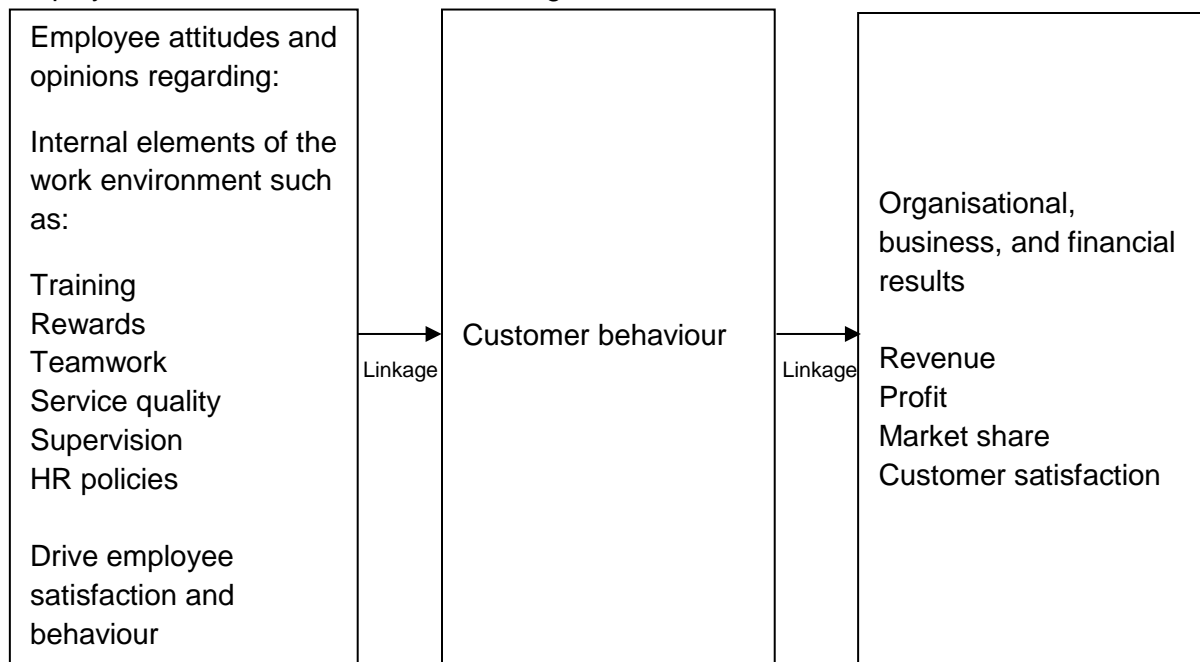 Employee attitudes and
opinions regarding:
Internal elements of the
work environment such
as:
Training
Rewards
Teamwork
Service quality
Supervision
HR policies
Drive employee
satisfaction and
behaviour
Linkage
Customer behaviour
Linkage
Organisational,
business, and financial
results
Revenue
Profit
Market share
Customer satisfaction